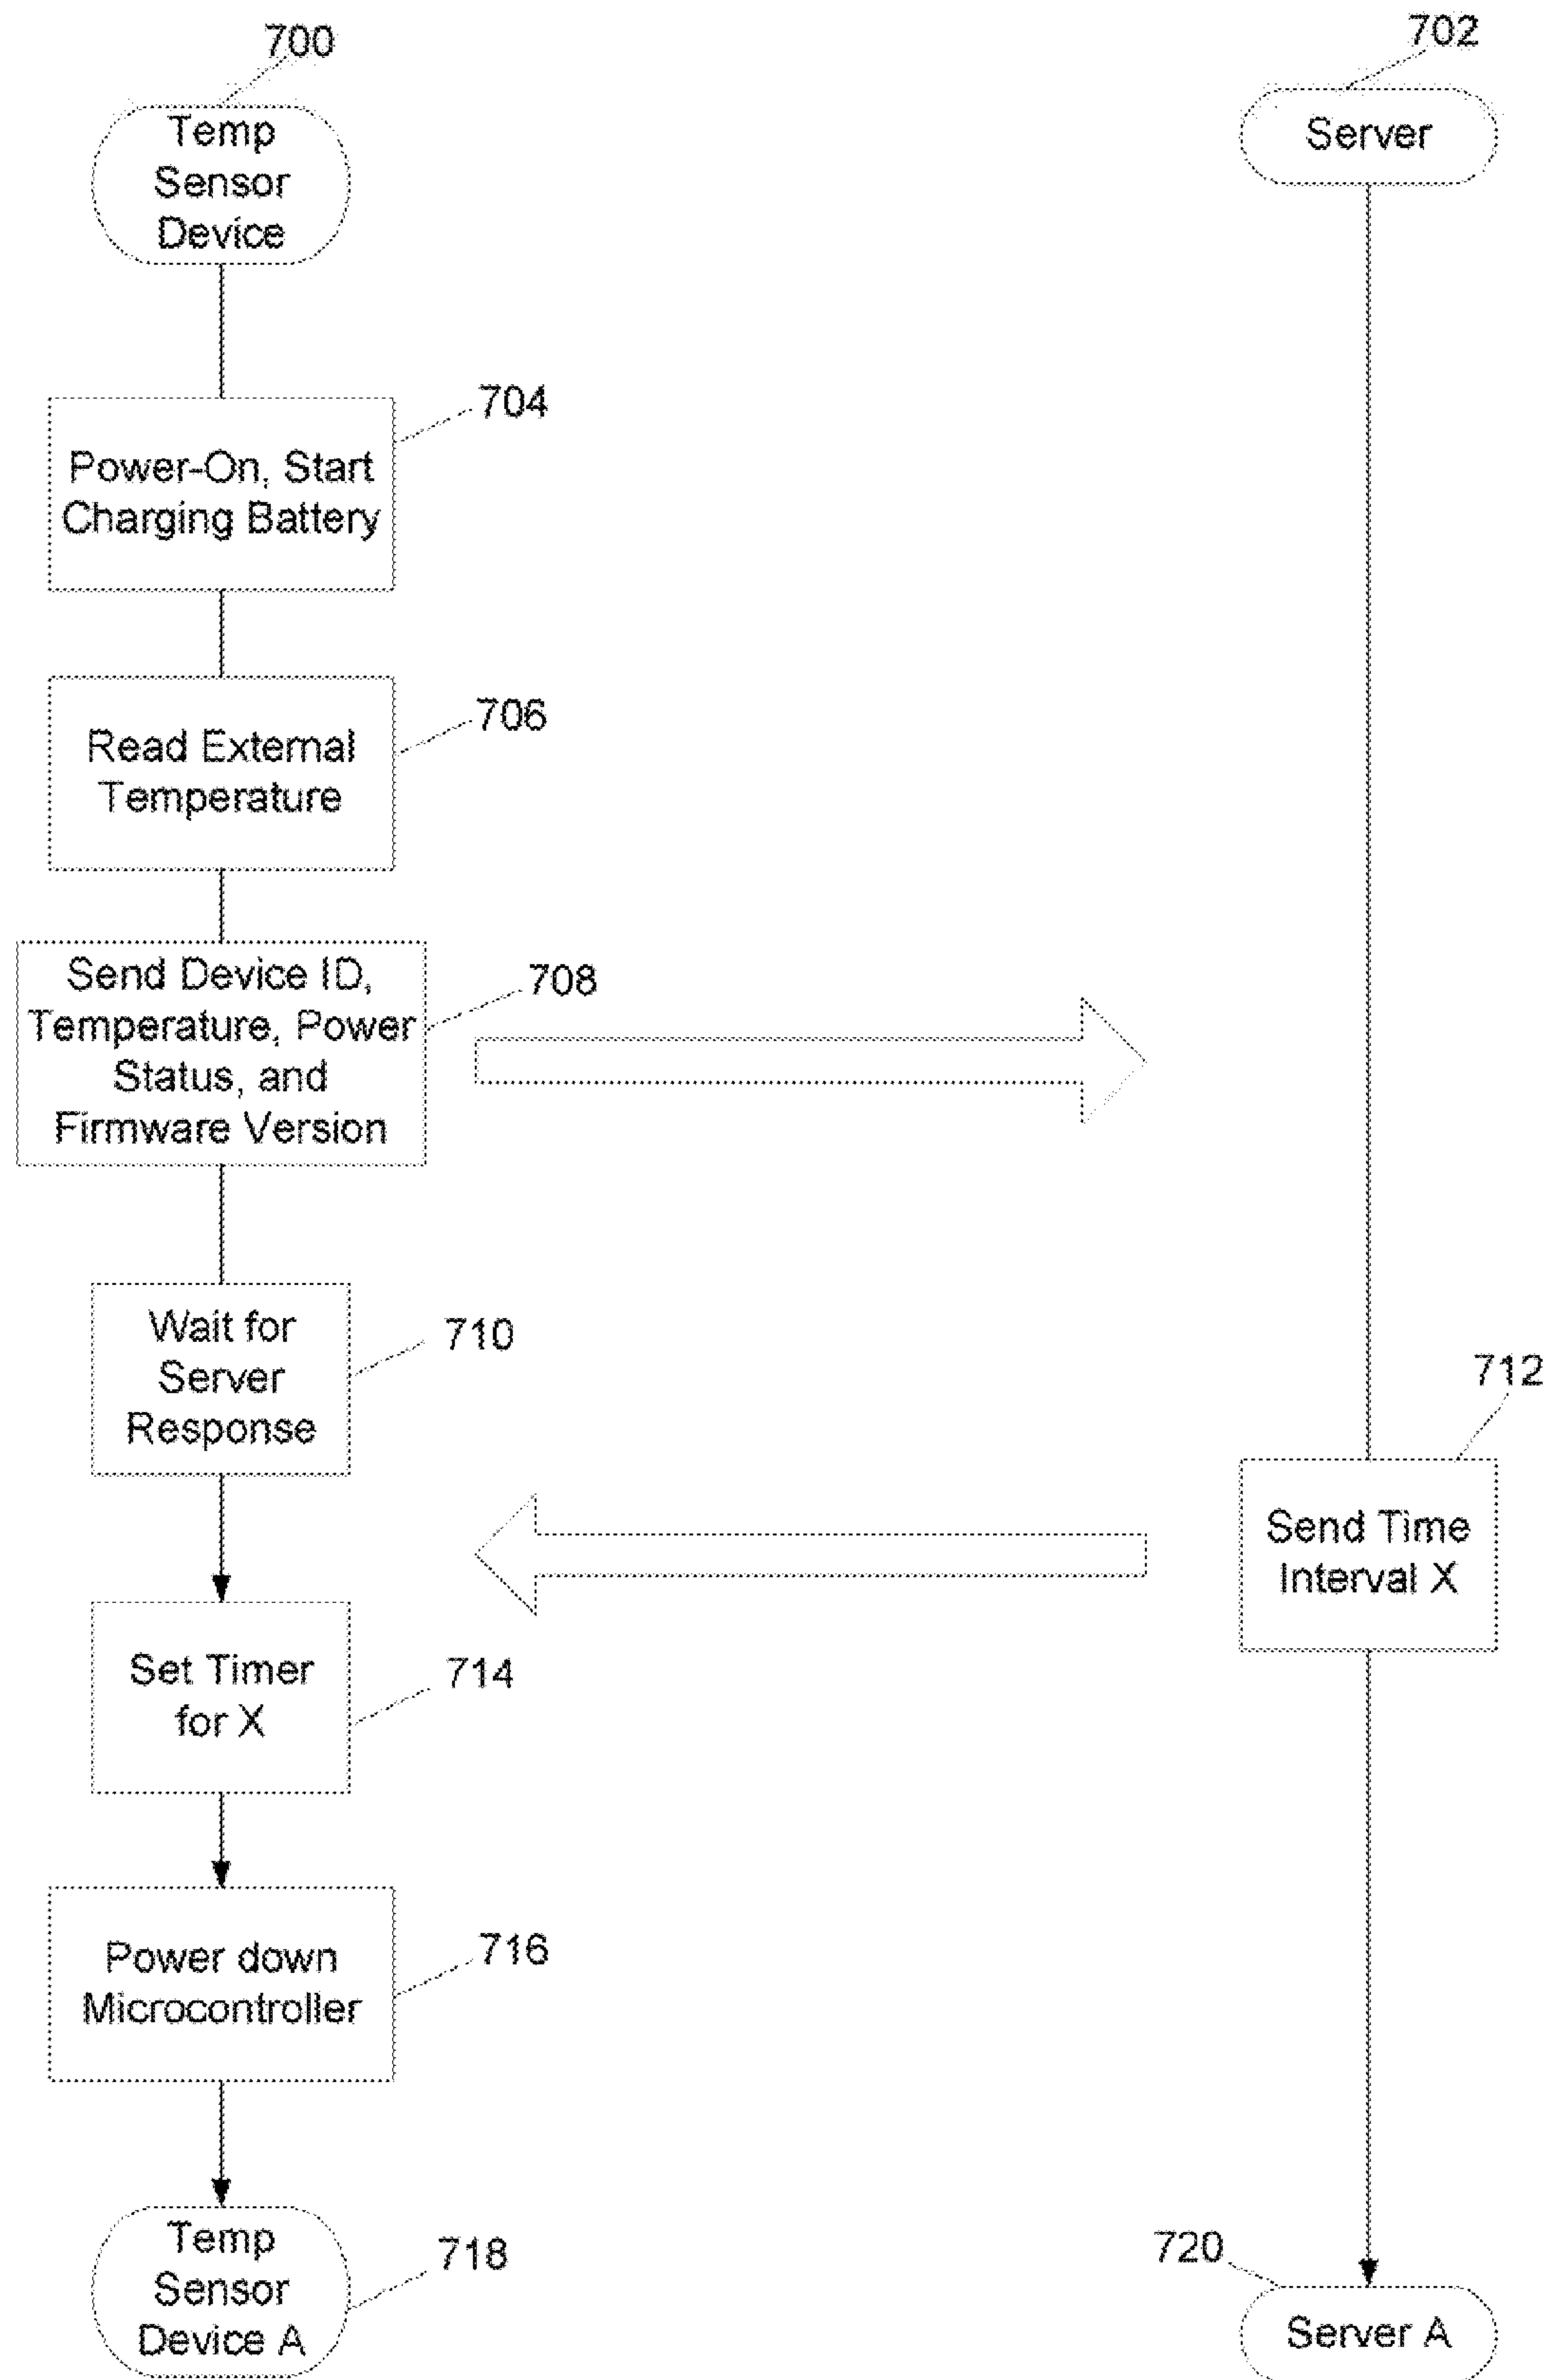 700
Temp
Sensor
Device
702
Server
704
Power-On, Start
Charging Battery
706
Read External
Temperature
708
Send Device ID,
Temperature, Power
Status, and
Firmware Version
710
Wait for
Server
Response
712
Send Time
Interval X
714
Set Timer
for X
716
Power down
Microcontroller
718
Temp
Sensor
Device A
720
Server A